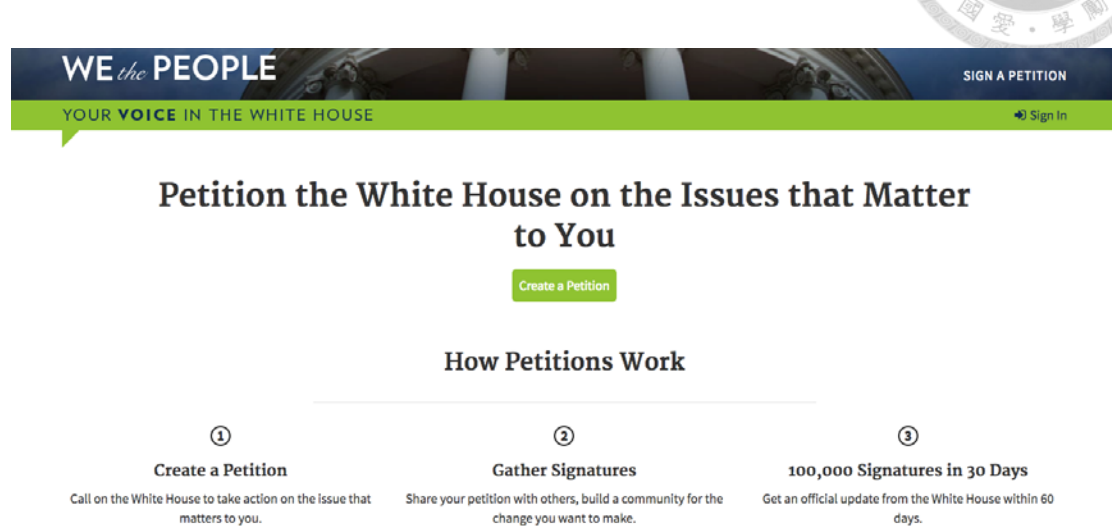 國愛·學勵
WE the PEOPLE
SIGN A PETITION
YOUR VOICE IN THE WHITE HOUSE
Sign In
Petition the White House on the Issues that Matter
to You
Create a Petition
How Petitions Work
1
2
3
Create a Petition
Gather Signatures
100,000 Signatures in 30 Days
Call on the White House to take action on the issue that
matters to you.
Share your petition with others, build a community for the
change you want to make.
Get an official update from the White House within 60
days.